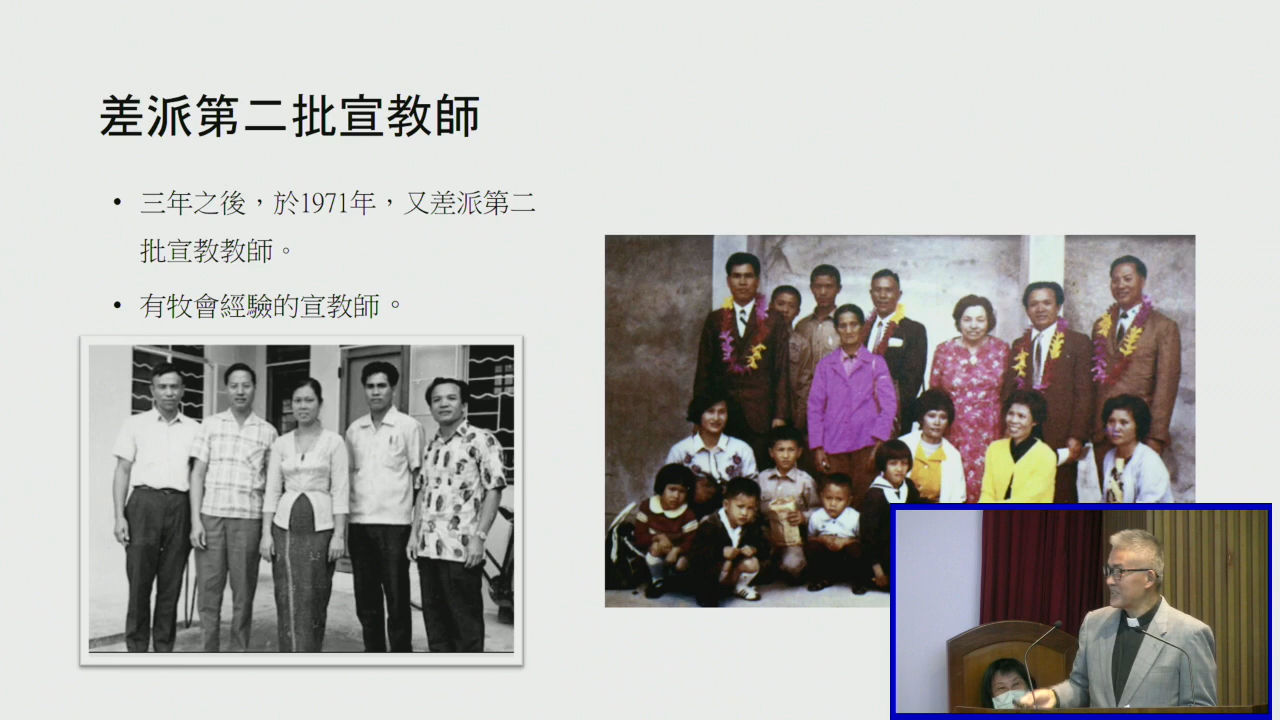 差派第二批宣教師
• 三年之後，於1971年，又差派第二
批宣教教師。
• 有牧會經驗的宣教師。